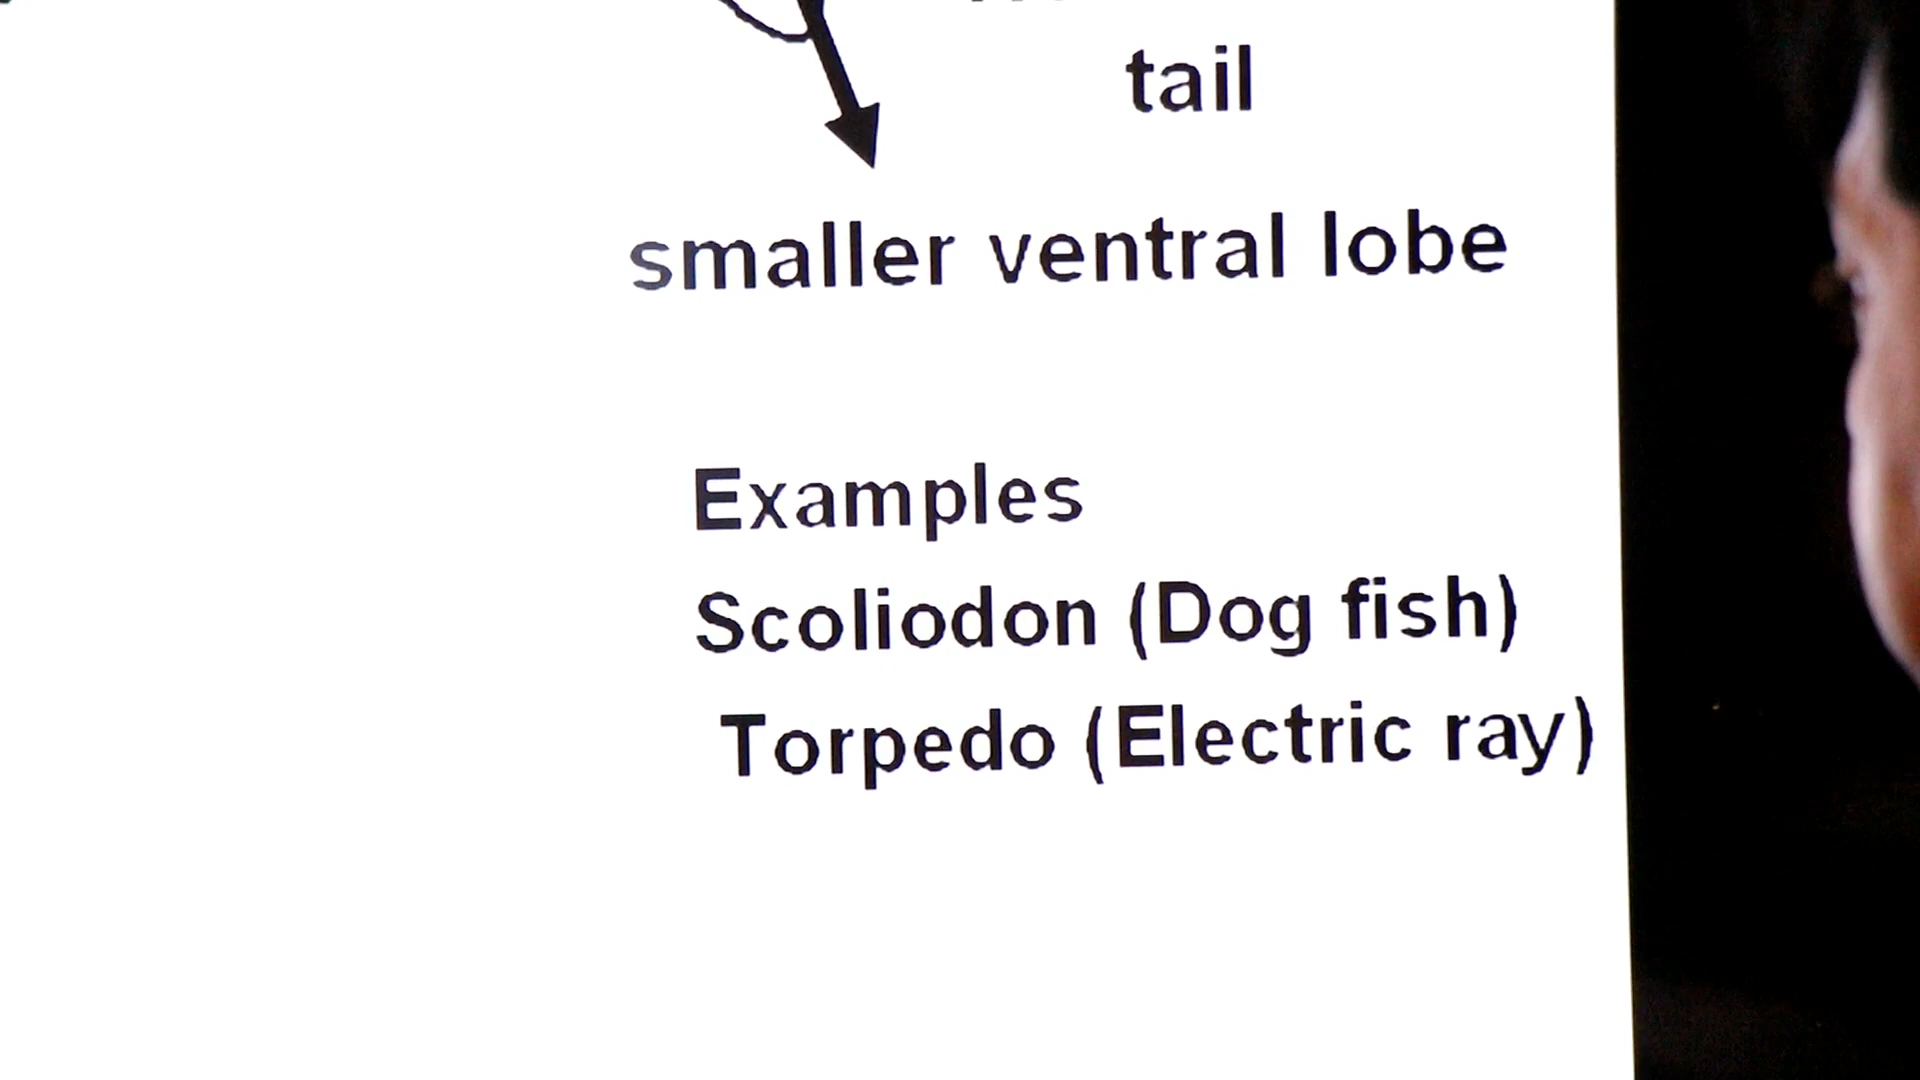 tail
smaller ventral lobe
Examples
Scoliodon (Dog fish)
Torpedo (Electric ray)